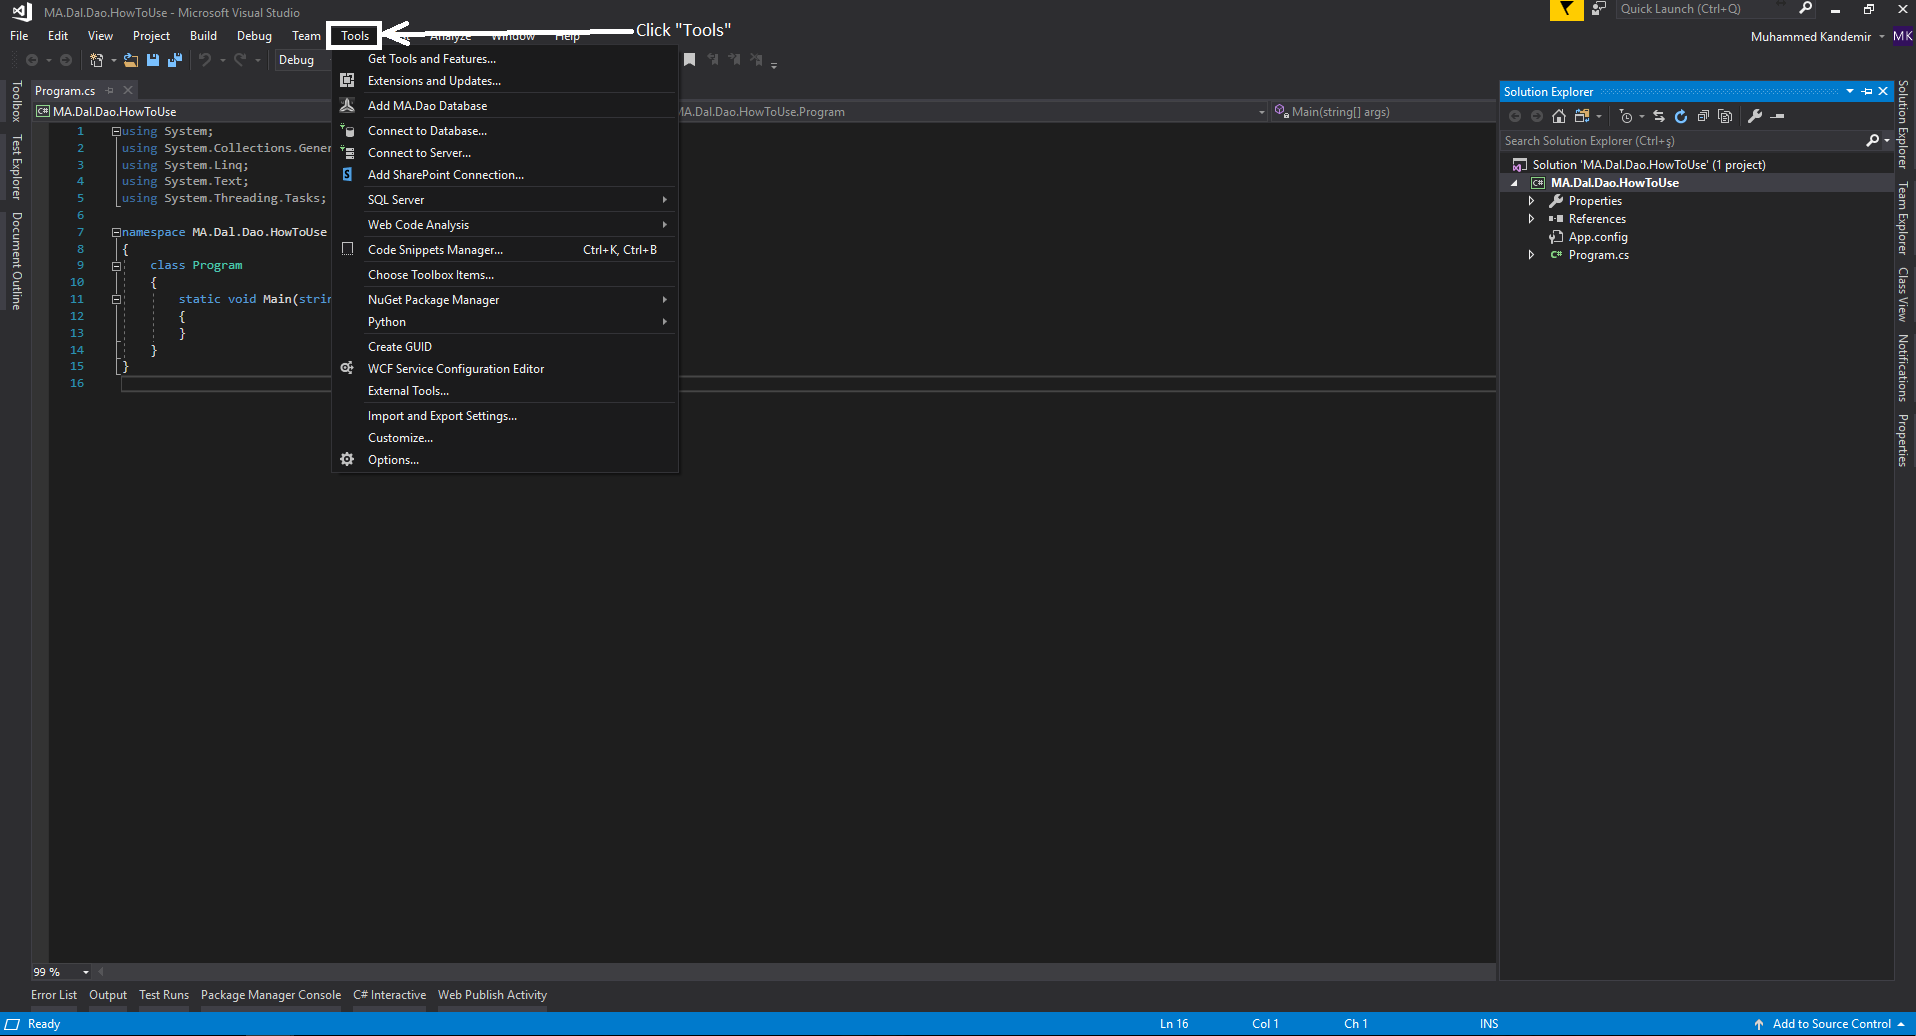 MA.Dal.Dao.HowToUse - Microsoft Visual Studio
Quick Launch (Ctrl+Q)
File Edit View Project Build Debug Team Tools Analyze Window Help
Click "Tools"
Muhammed Kandemir MK
Debug
Get Tools and Features...
Extensions and Updates...
Add MA.Dao Database
Connect to Database...
Connect to Server...
Add SharePoint Connection...
SQL Server
Web Code Analysis
Code Snippets Manager... Ctrl+K, Ctrl+B
Choose Toolbox Items...
NuGet Package Manager
Python
Create GUID
WCF Service Configuration Editor
External Tools...
Import and Export Settings...
Customize...
Options...
Toolbox
Test Explorer
Document Outline
Program.cs
MA.Dal.Dao.HowToUse
MA.Dal.Dao.HowToUse.Program
Main(string[] args)
1 using System;
2 using System.Collections.Gener
3 using System.Linq;
4 using System.Text;
5 using System.Threading.Tasks;
6
7 namespace MA.Dal.Dao.HowToUse
8 {
9 class Program
10 {
11 static void Main(strin
12 {
13 }
14 }
15 }
16
Solution Explorer
Search Solution Explorer (Ctrl+ş)
Solution 'MA.Dal.Dao.HowToUse' (1 project)
MA.Dal.Dao.HowToUse
Properties
References
App.config
Program.cs
Solution Explorer
Team Explorer
Class View
Notifications
Properties
99 %
Error List Output Test Runs Package Manager Console C# Interactive Web Publish Activity
Ready Ln 16 Col 1 Ch 1 INS Add to Source Control